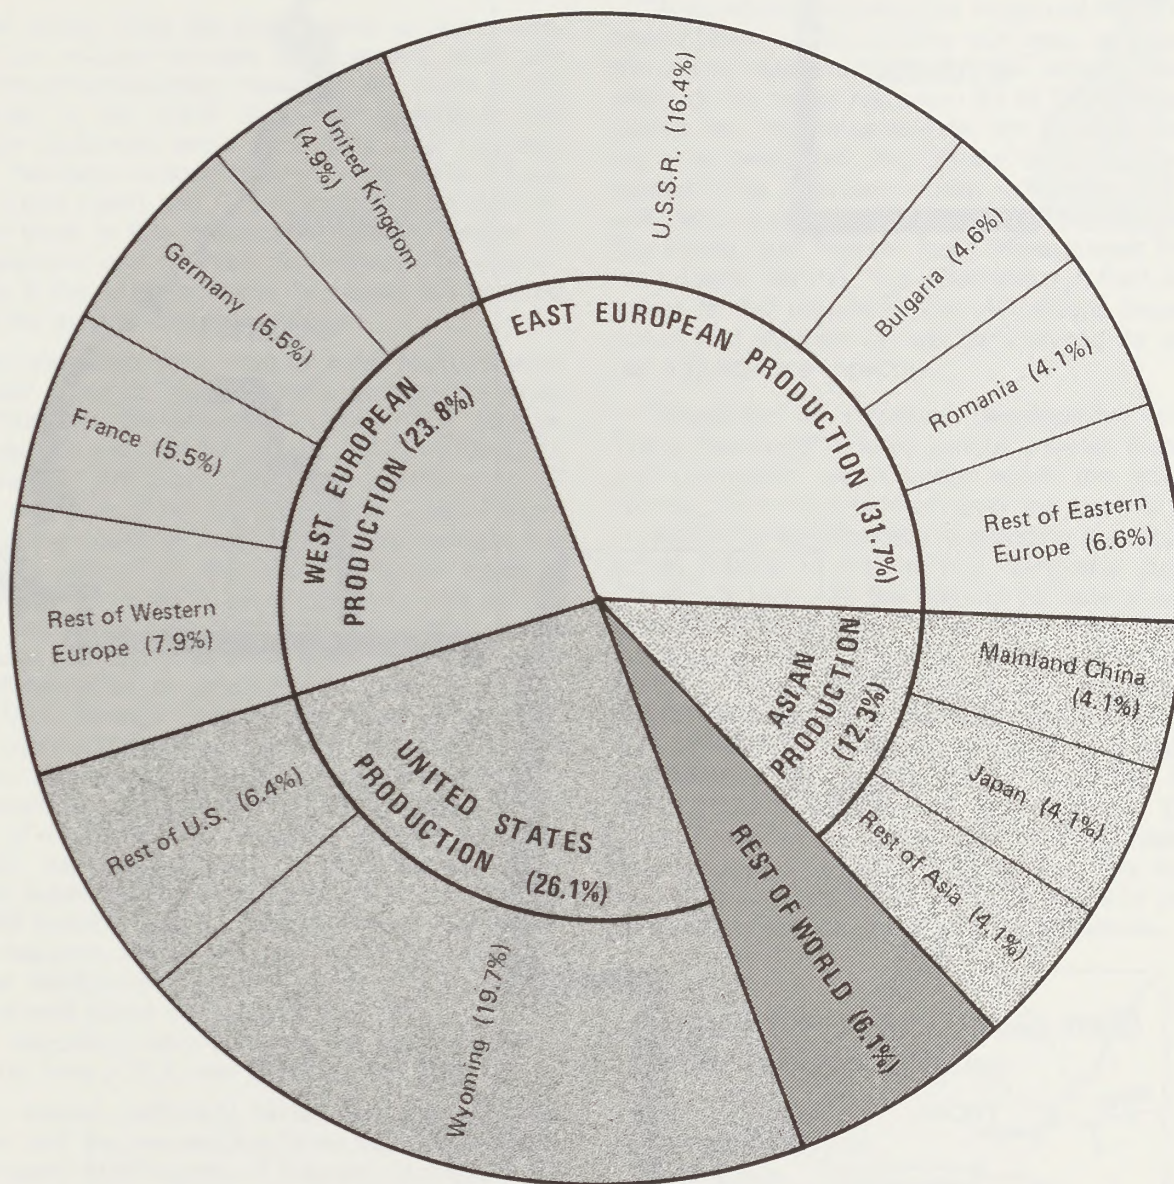 EAST EUROPEAN PRODUCTION (31.7%)
U.S.S.R. (16.4%)
Bulgaria (4.6%)
Romania (4.1%)
Rest of Eastern
Europe (6.6%)
ASIAN
PRODUCTION
(12.3%)
Mainland China
(4.1%)
Japan (4.1%)
Rest of Asia (4.1%)
REST OF WORLD (6.1%)
UNITED STATES
PRODUCTION (26.1%)
Wyoming (19.7%)
Rest of U.S. (6.4%)
WEST EUROPEAN
PRODUCTION (23.8%)
Rest of Western
Europe (7.9%)
France (5.5%)
Germany (5.5%)
United Kingdom
(4.9%)